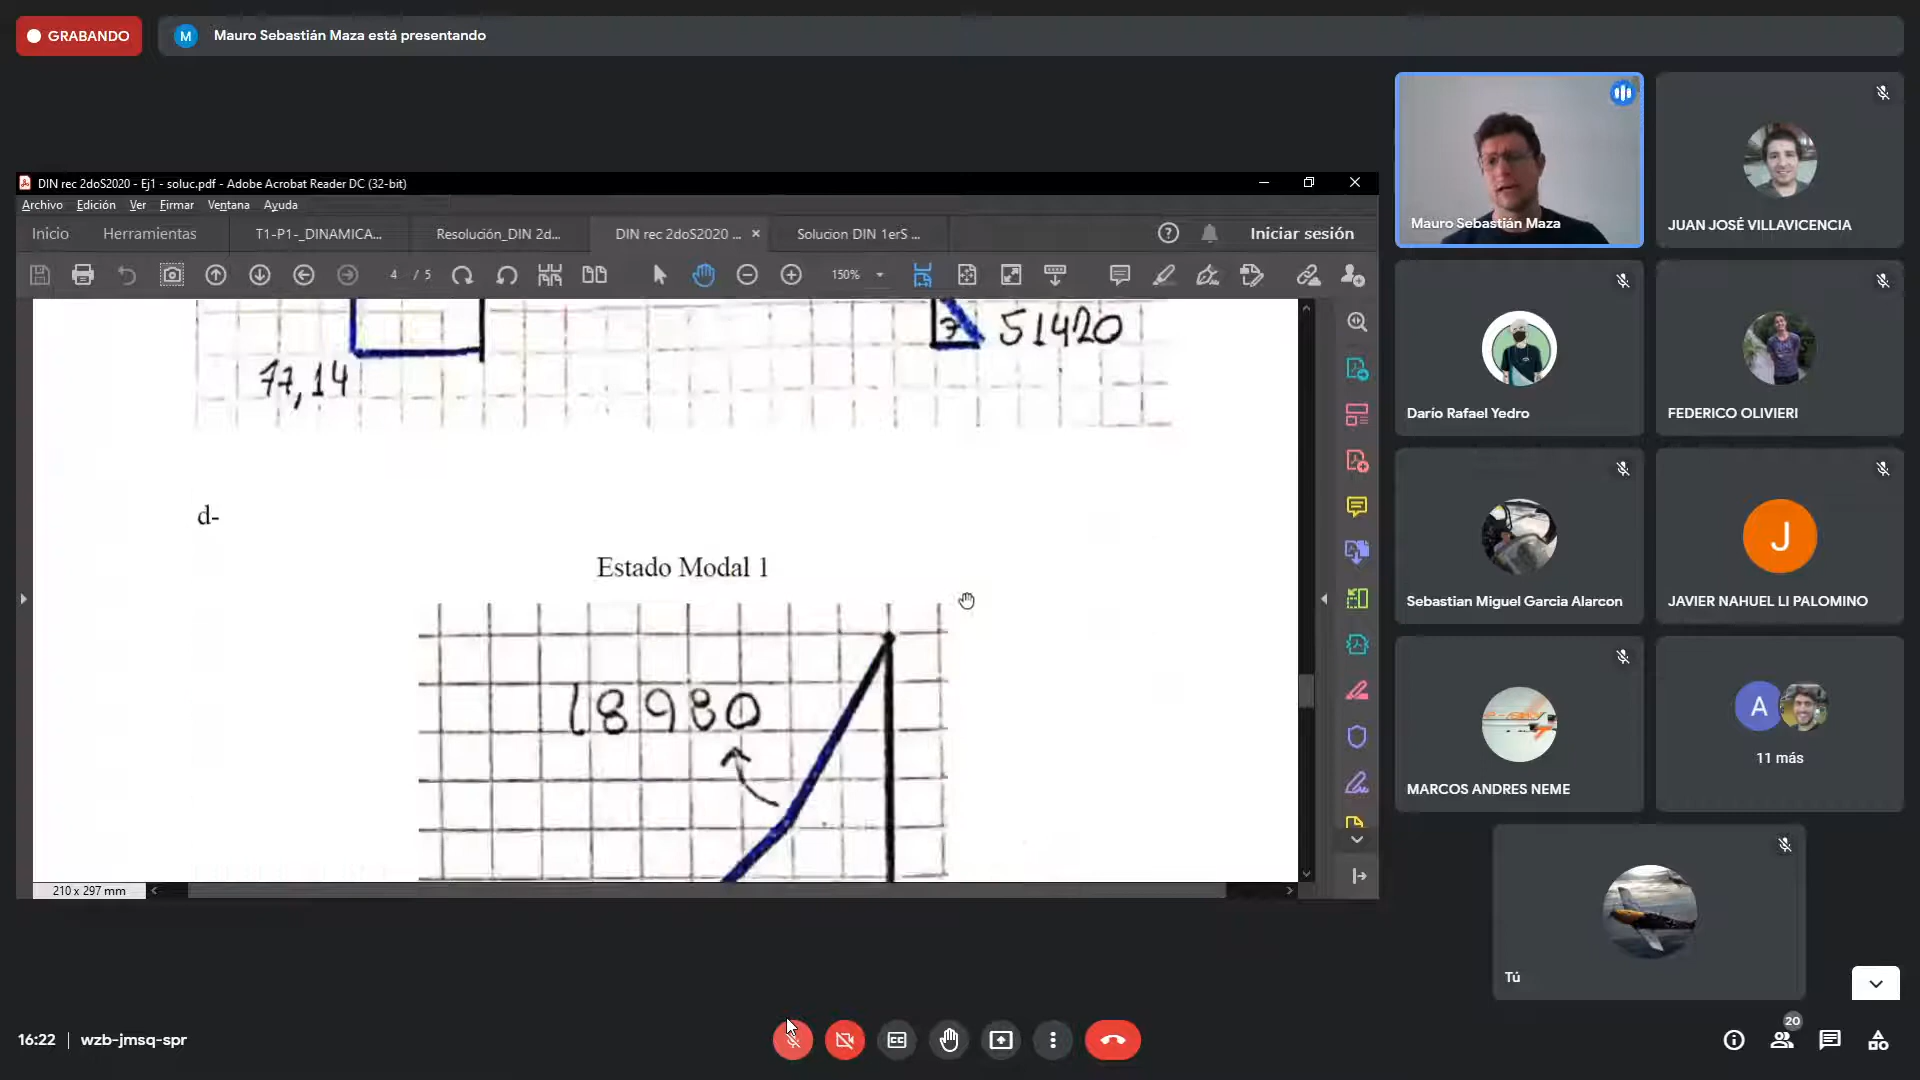 GRABANDO
M
Mauro Sebastián Maza está presentando
DIN rec 2doS2020 - Ej1 - soluc.pdf - Adobe Acrobat Reader DC (32-bit)
Archivo Edición Ver Firmar Ventana Ayuda
Inicio Herramientas T1-P1-_DINAMICA... Resolución_DIN 2d... DIN rec 2doS2020 ... × Solucion DIN 1erS ... Iniciar sesión
4 / 5 150%
7 51420
77,14
d-
Estado Modal 1
18980
210 x 297 mm
Mauro Sebastián Maza
JUAN JOSÉ VILLAVICENCIA
Darío Rafael Yedro
FEDERICO OLIVIERI
Sebastian Miguel Garcia Alarcon
J
JAVIER NAHUEL LI PALOMINO
MARCOS ANDRES NEME
A
11 más
Tú
16:22 | wzb-jmsq-spr
20